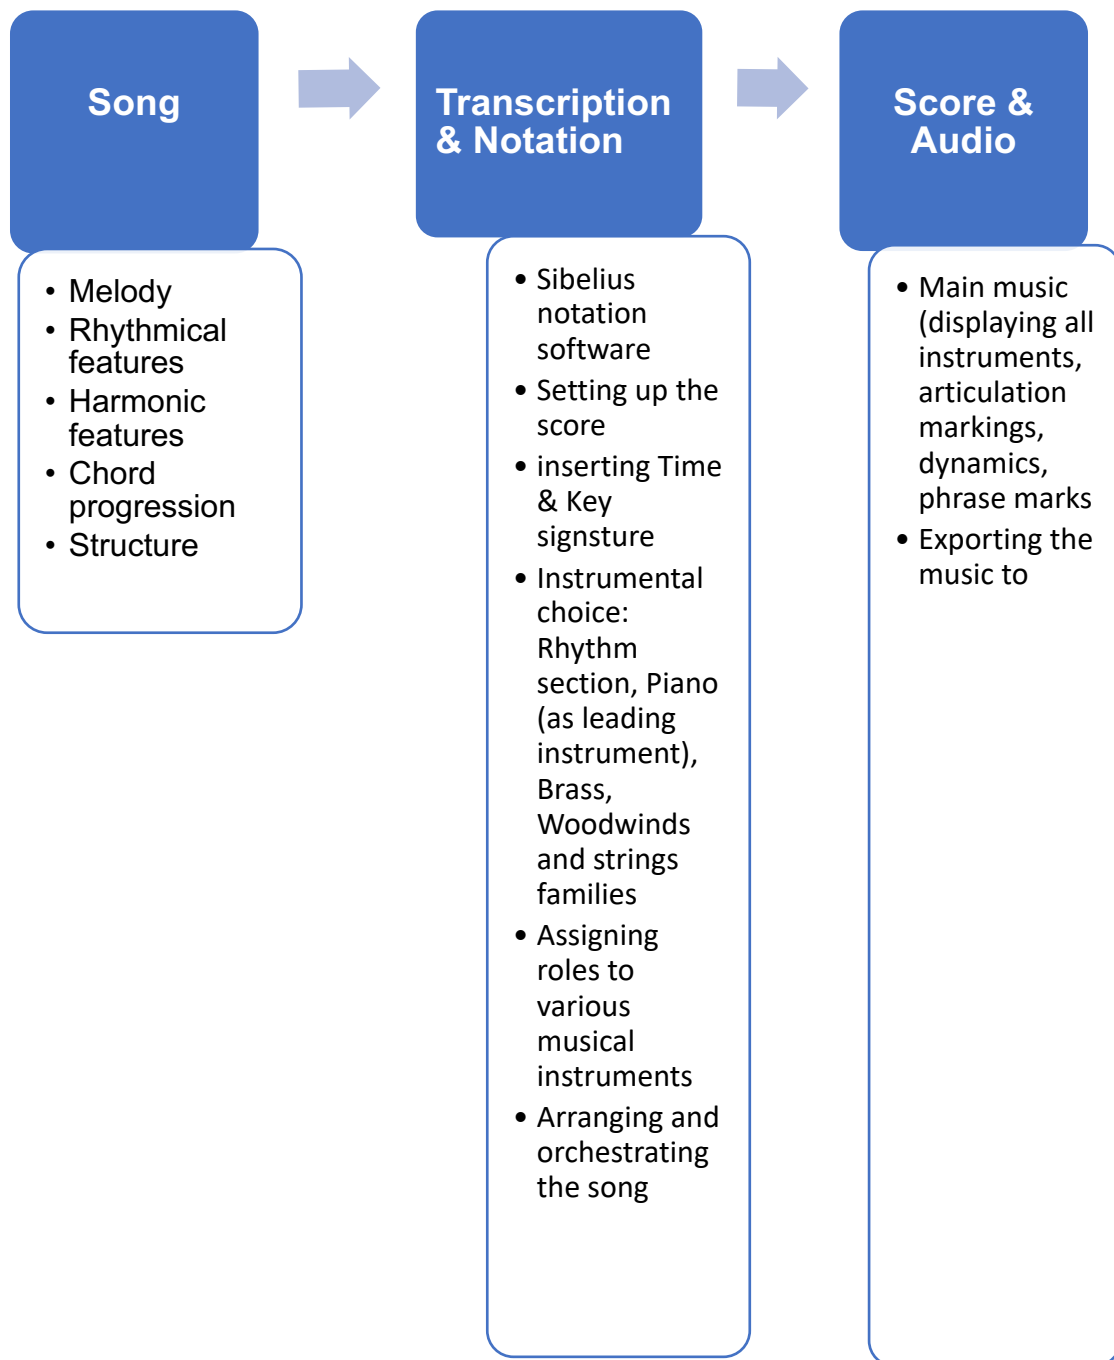 Song
• Melody
• Rhythmical
features
• Harmonic
features
• Chord
progression
• Structure
Transcription
& Notation
• Sibelius
notation
software
• Setting up the
score
• inserting Time
& Key
signsture
• Instrumental
choice:
Rhythm
section, Piano
(as leading
instrument),
Brass,
Woodwinds
and strings
families
• Assigning
roles to
various
musical
instruments
• Arranging and
orchestrating
the song
Score &
Audio
• Main music
(displaying all
instruments,
articulation
markings,
dynamics,
phrase marks
• Exporting the
music to